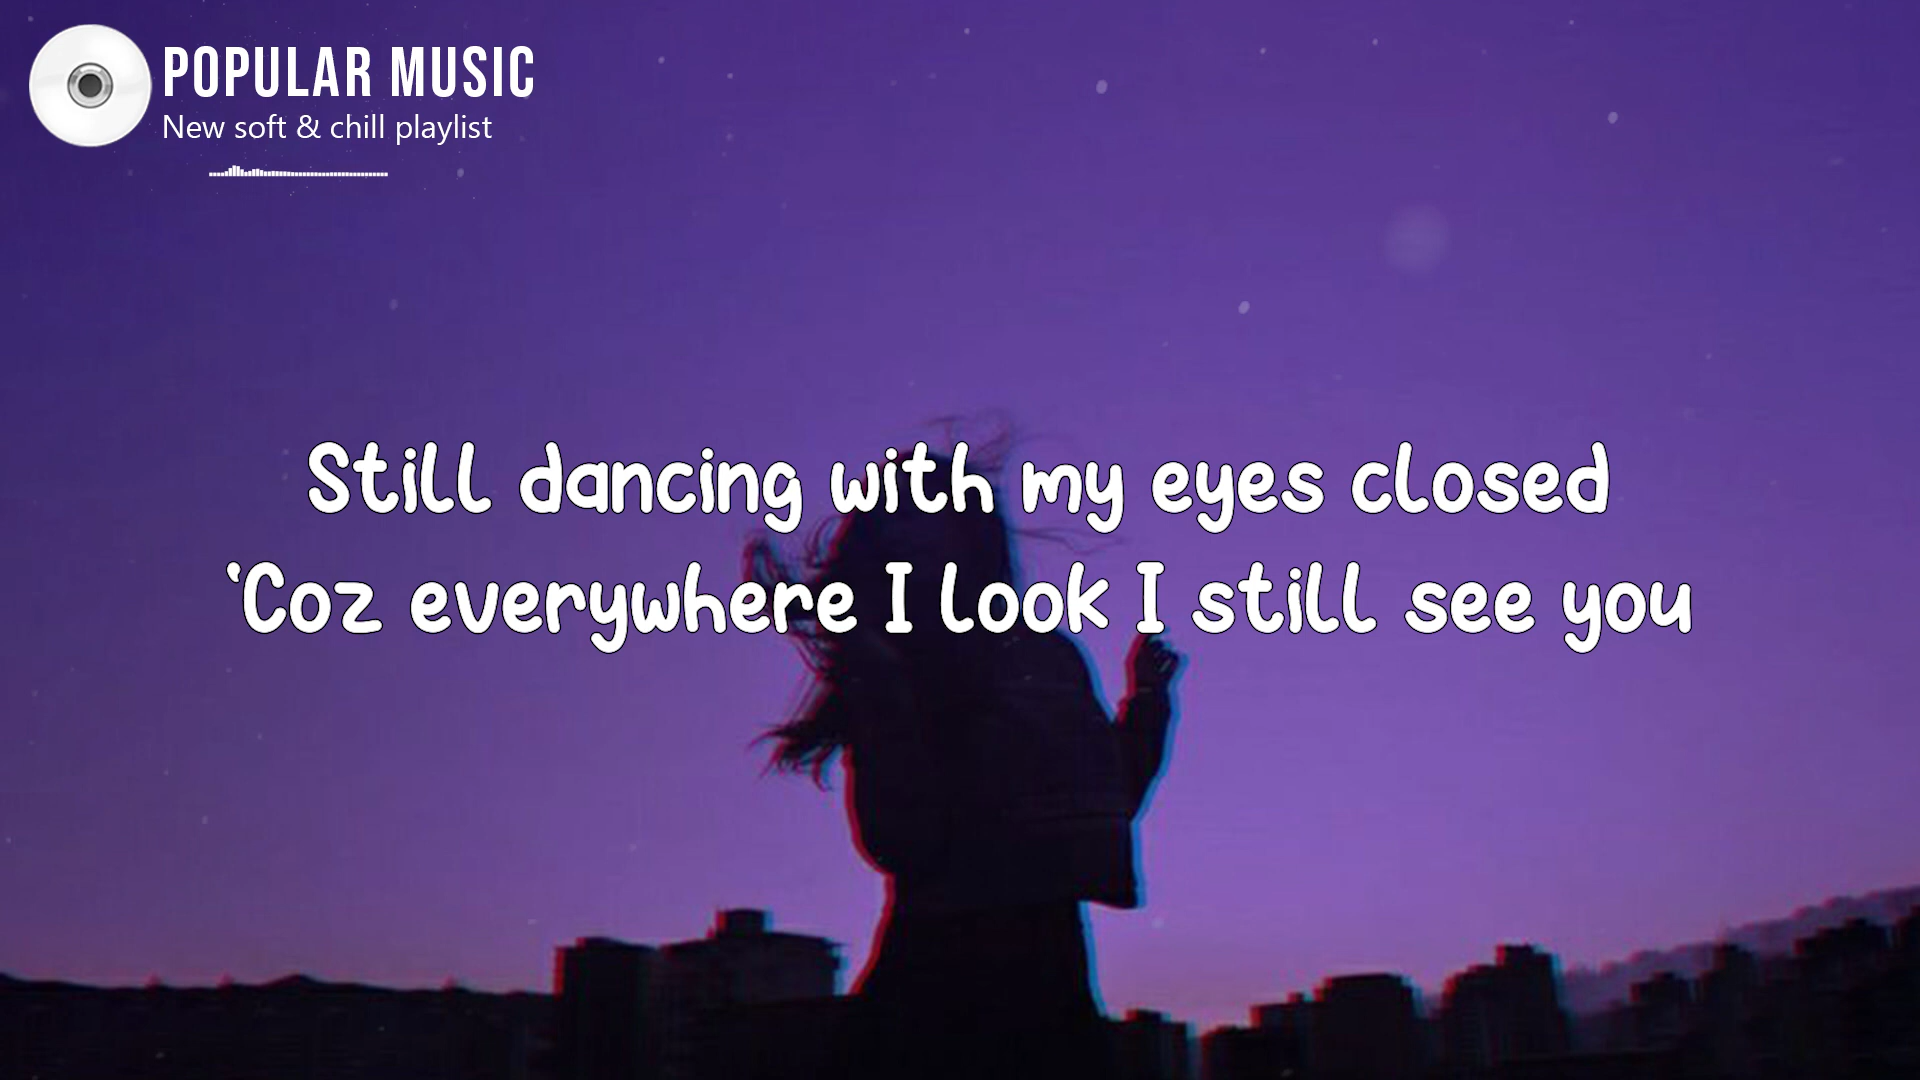 POPULAR MUSIC
New soft & chill playlist
Still dancing with my eyes closed
‘Coz everywhere I look I still see you